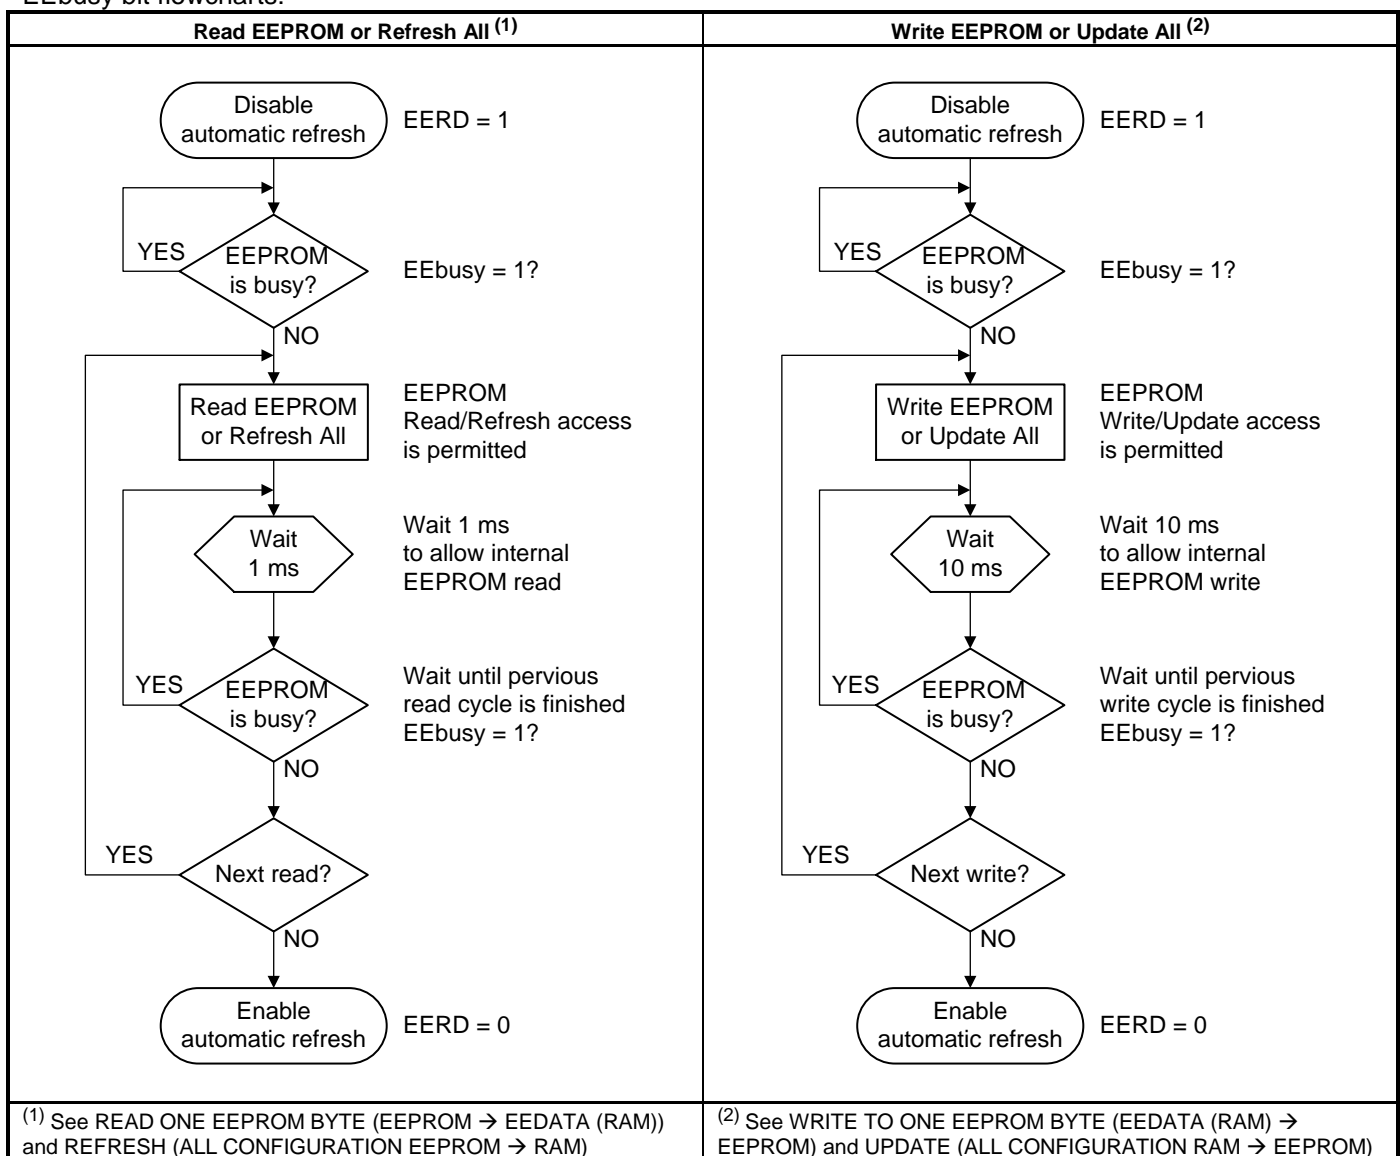 EEbusy bit flowcharts:
Read EEPROM or Refresh All (1)
Disable
automatic refresh
EERD = 1
YES
EEPROM
is busy?
EEbusy = 1?
NO
Read EEPROM
or Refresh All
EEPROM
Read/Refresh access
is permitted
Wait
1 ms
Wait 1 ms
to allow internal
EEPROM read
YES
EEPROM
is busy?
Wait until pervious
read cycle is finished
EEbusy = 1?
NO
YES
Next read?
NO
Enable
automatic refresh
EERD = 0
(1) See READ ONE EEPROM BYTE (EEPROM → EEDATA (RAM))
and REFRESH (ALL CONFIGURATION EEPROM → RAM)
Write EEPROM or Update All (2)
Disable
automatic refresh
EERD = 1
YES
EEPROM
is busy?
EEbusy = 1?
NO
Write EEPROM
or Update All
EEPROM
Write/Update access
is permitted
Wait
10 ms
Wait 10 ms
to allow internal
EEPROM write
YES
EEPROM
is busy?
Wait until pervious
write cycle is finished
EEbusy = 1?
NO
YES
Next write?
NO
Enable
automatic refresh
EERD = 0
(2) See WRITE TO ONE EEPROM BYTE (EEDATA (RAM) →
EEPROM) and UPDATE (ALL CONFIGURATION RAM → EEPROM)